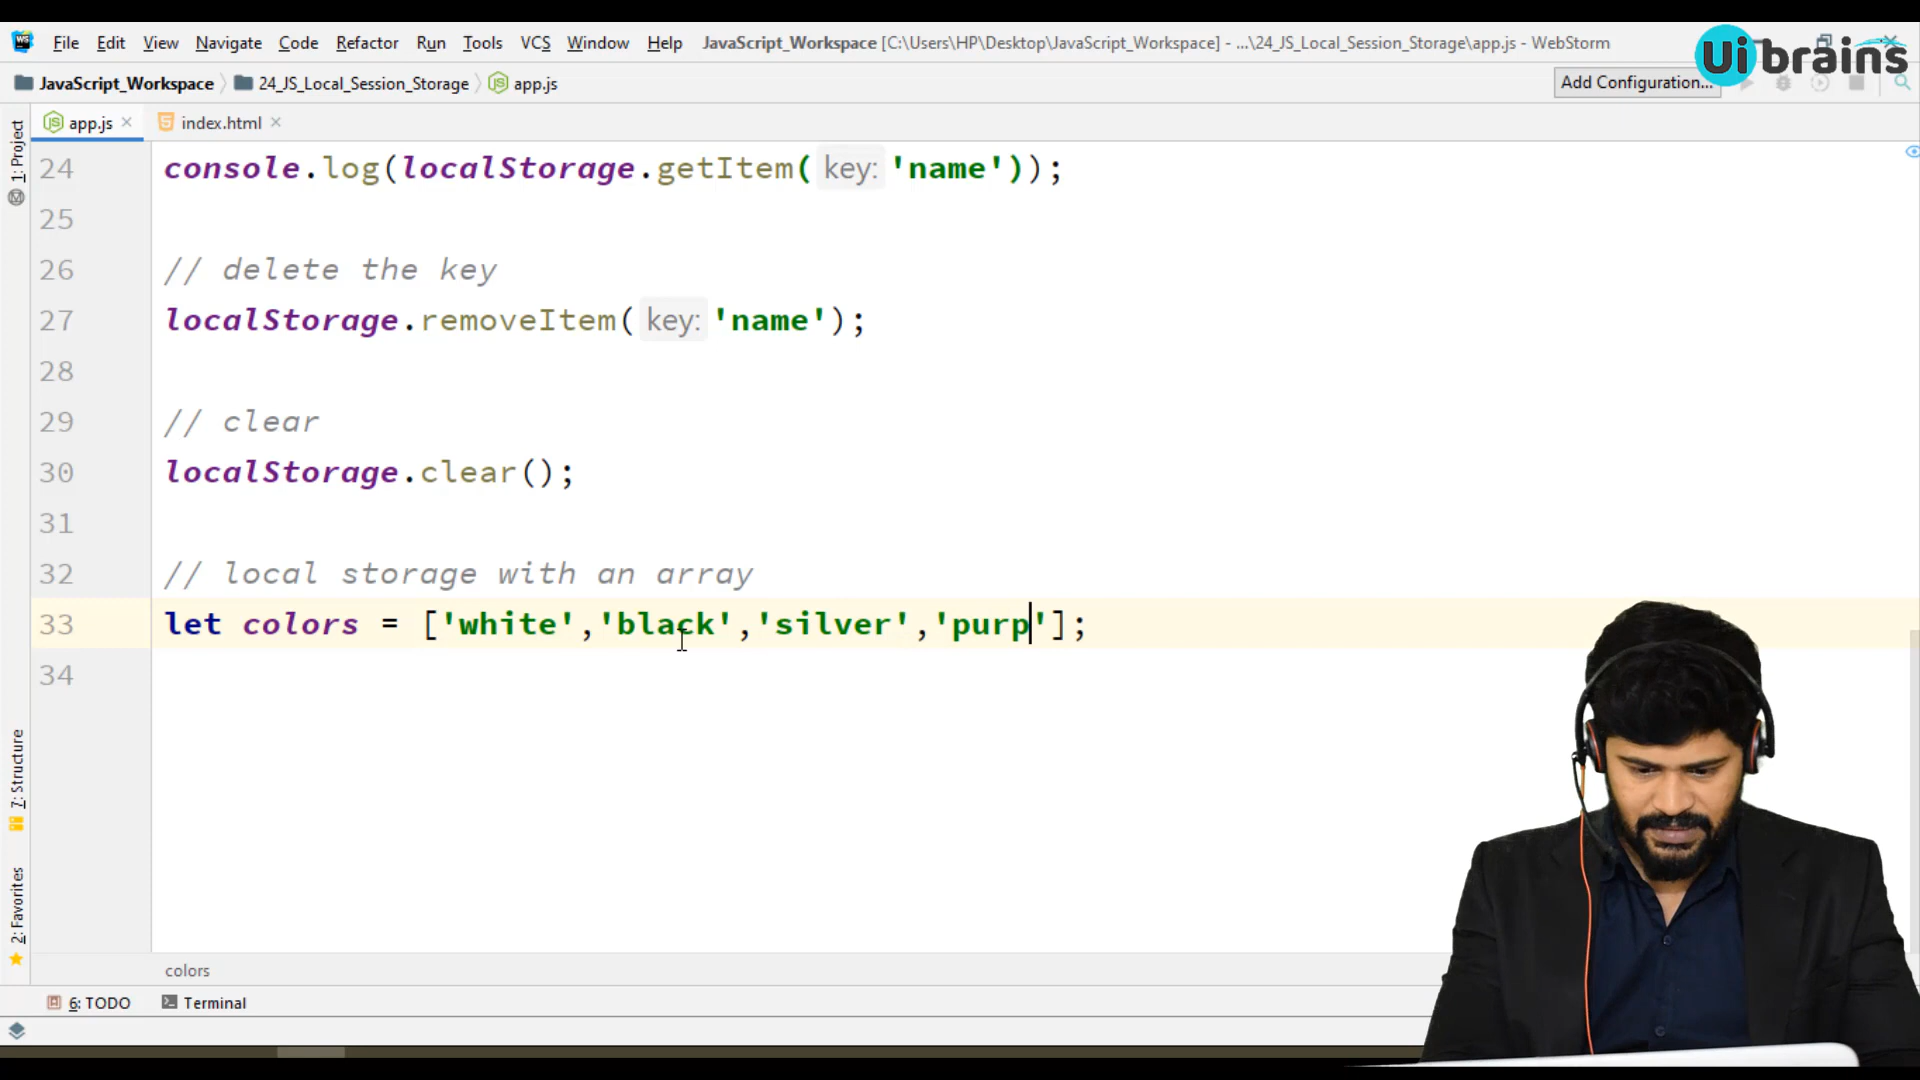 File Edit View Navigate Code Refactor Run Tools VCS Window Help JavaScript_Workspace [C:\Users\HP\Desktop\JavaScript_Workspace] - ...\24_JS_Local_Session_Storage\app.js - WebStorm
Ui brains
JavaScript_Workspace 24_JS_Local_Session_Storage app.js Add Configuration...
app.js index.html
1: Project
7: Structure
2: Favorites
24 console.log(localStorage.getItem( key: 'name'));
25
26 // delete the key
27 localStorage.removeItem( key: 'name');
28
29 // clear
30 localStorage.clear();
31
32 // local storage with an array
33 let colors = ['white','black','silver','purp'];
34
colors
6: TODO Terminal